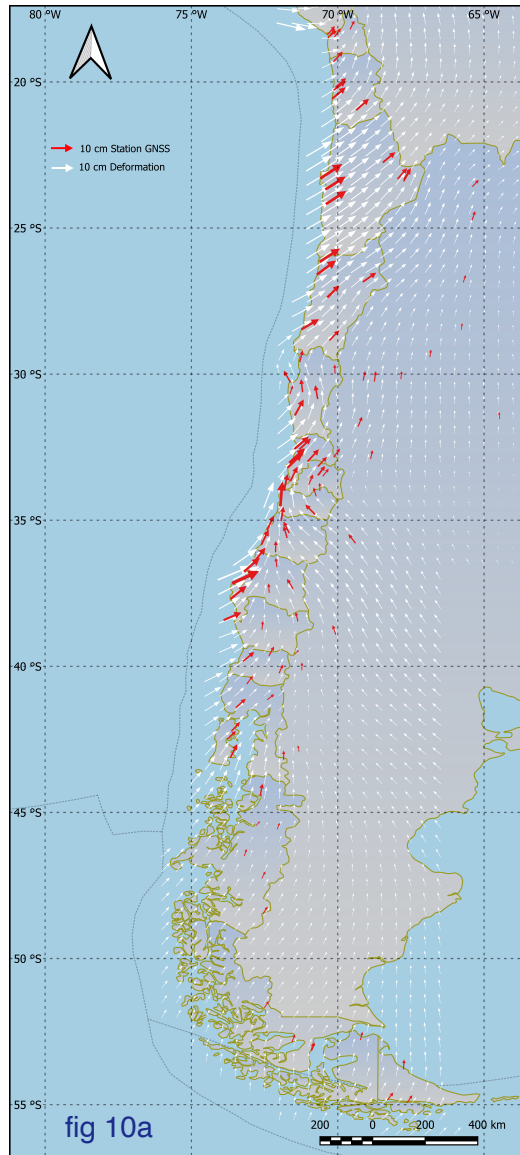 80 °W 75 °W 70 °W 65 °W
20 °S
10 cm Station GNSS
10 cm Deformation
25 °S
30 °S
35 °S
40 °S
45 °S
50 °S
55 °S
fig 10a
200 0 200 400 km